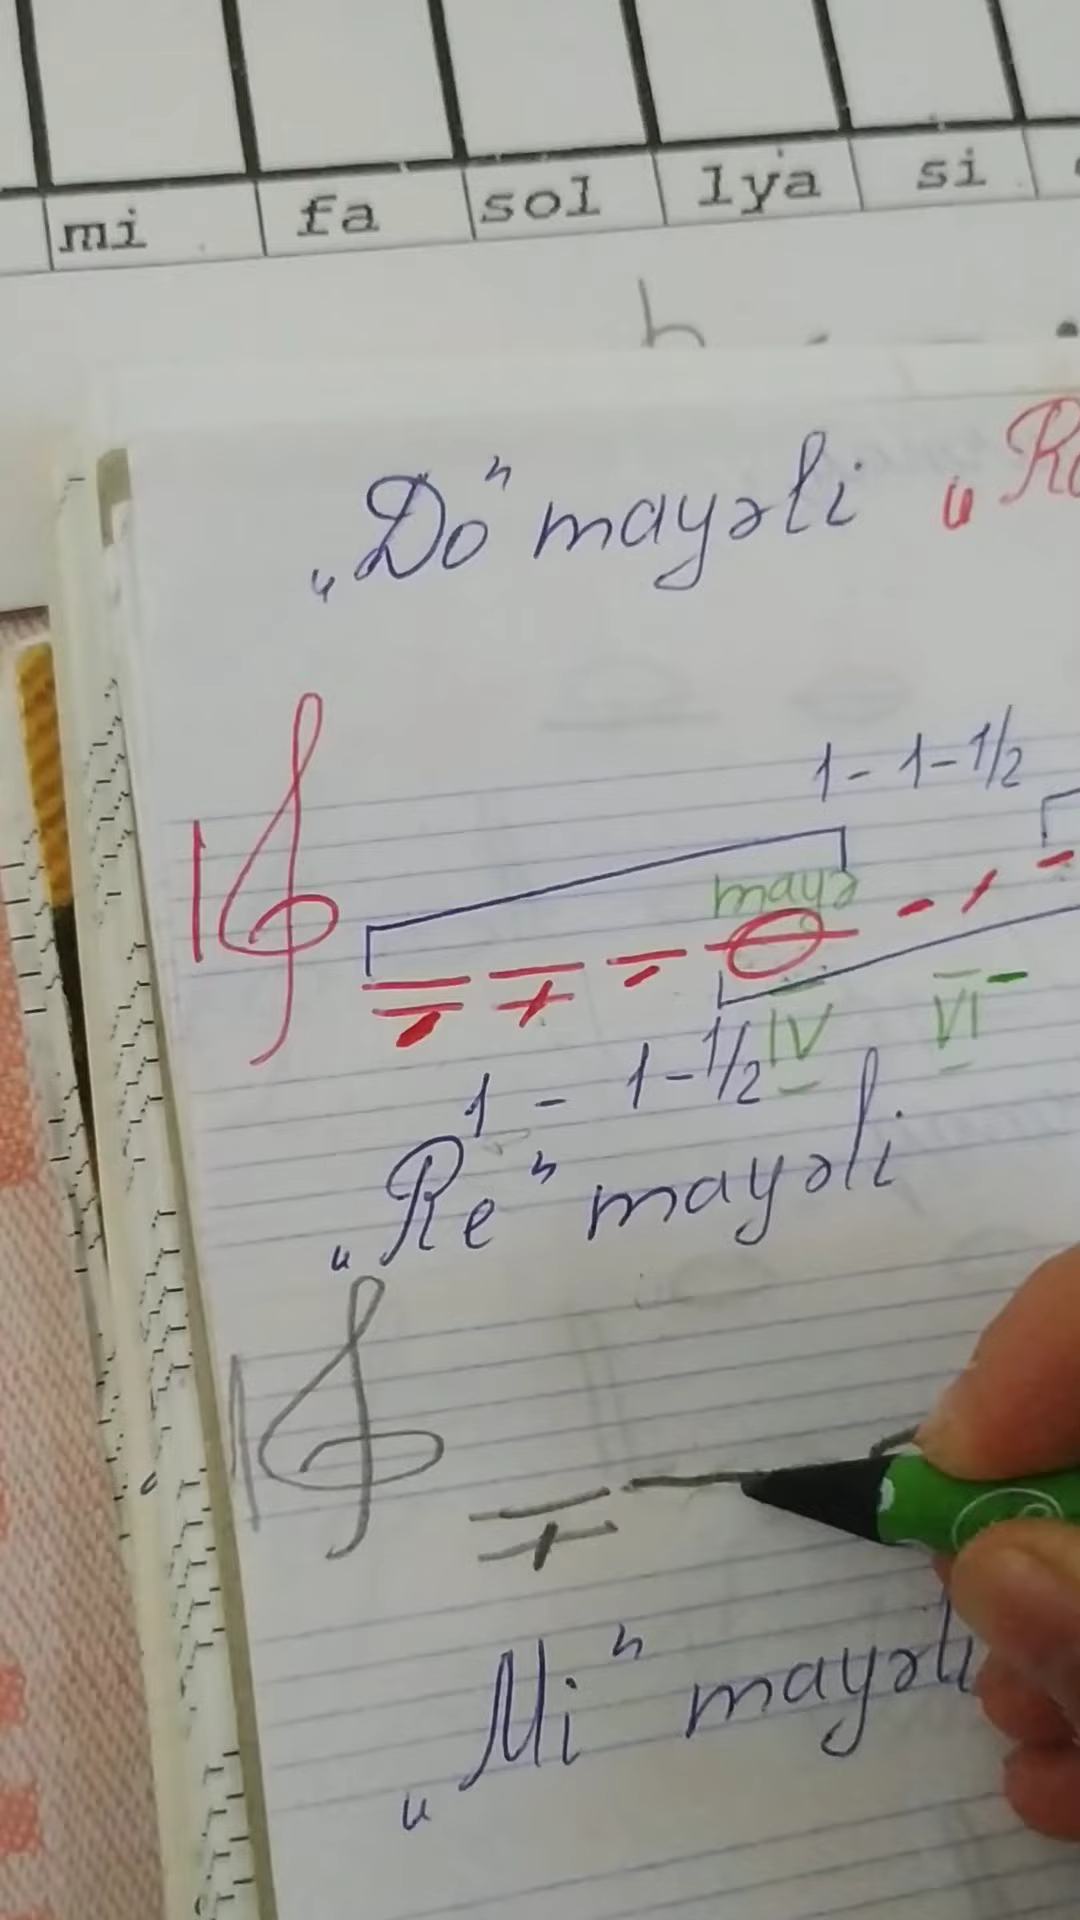 mi fa sol lya si
„Do" mayəli
1 - 1 - 1/2
mayə
IV VI
1 - 1 - 1/2
„Re" mayəli
„Mi" mayəli